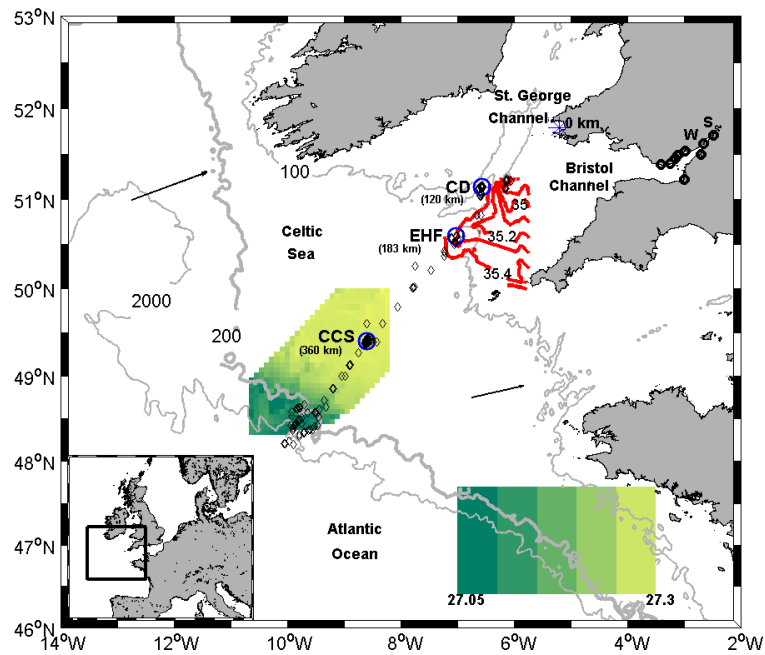 53°N
52°N
51°N
50°N
49°N
48°N
47°N
46°N
14°W
12°W
10°W
8°W
6°W
4°W
2°W
St. George
Channel
0 km
W
S
Bristol
Channel
100
CD
(120 km)
35
EHF
(183 km)
35.2
35.4
Celtic
Sea
2000
200
CCS
(360 km)
Atlantic
Ocean
27.05
27.3